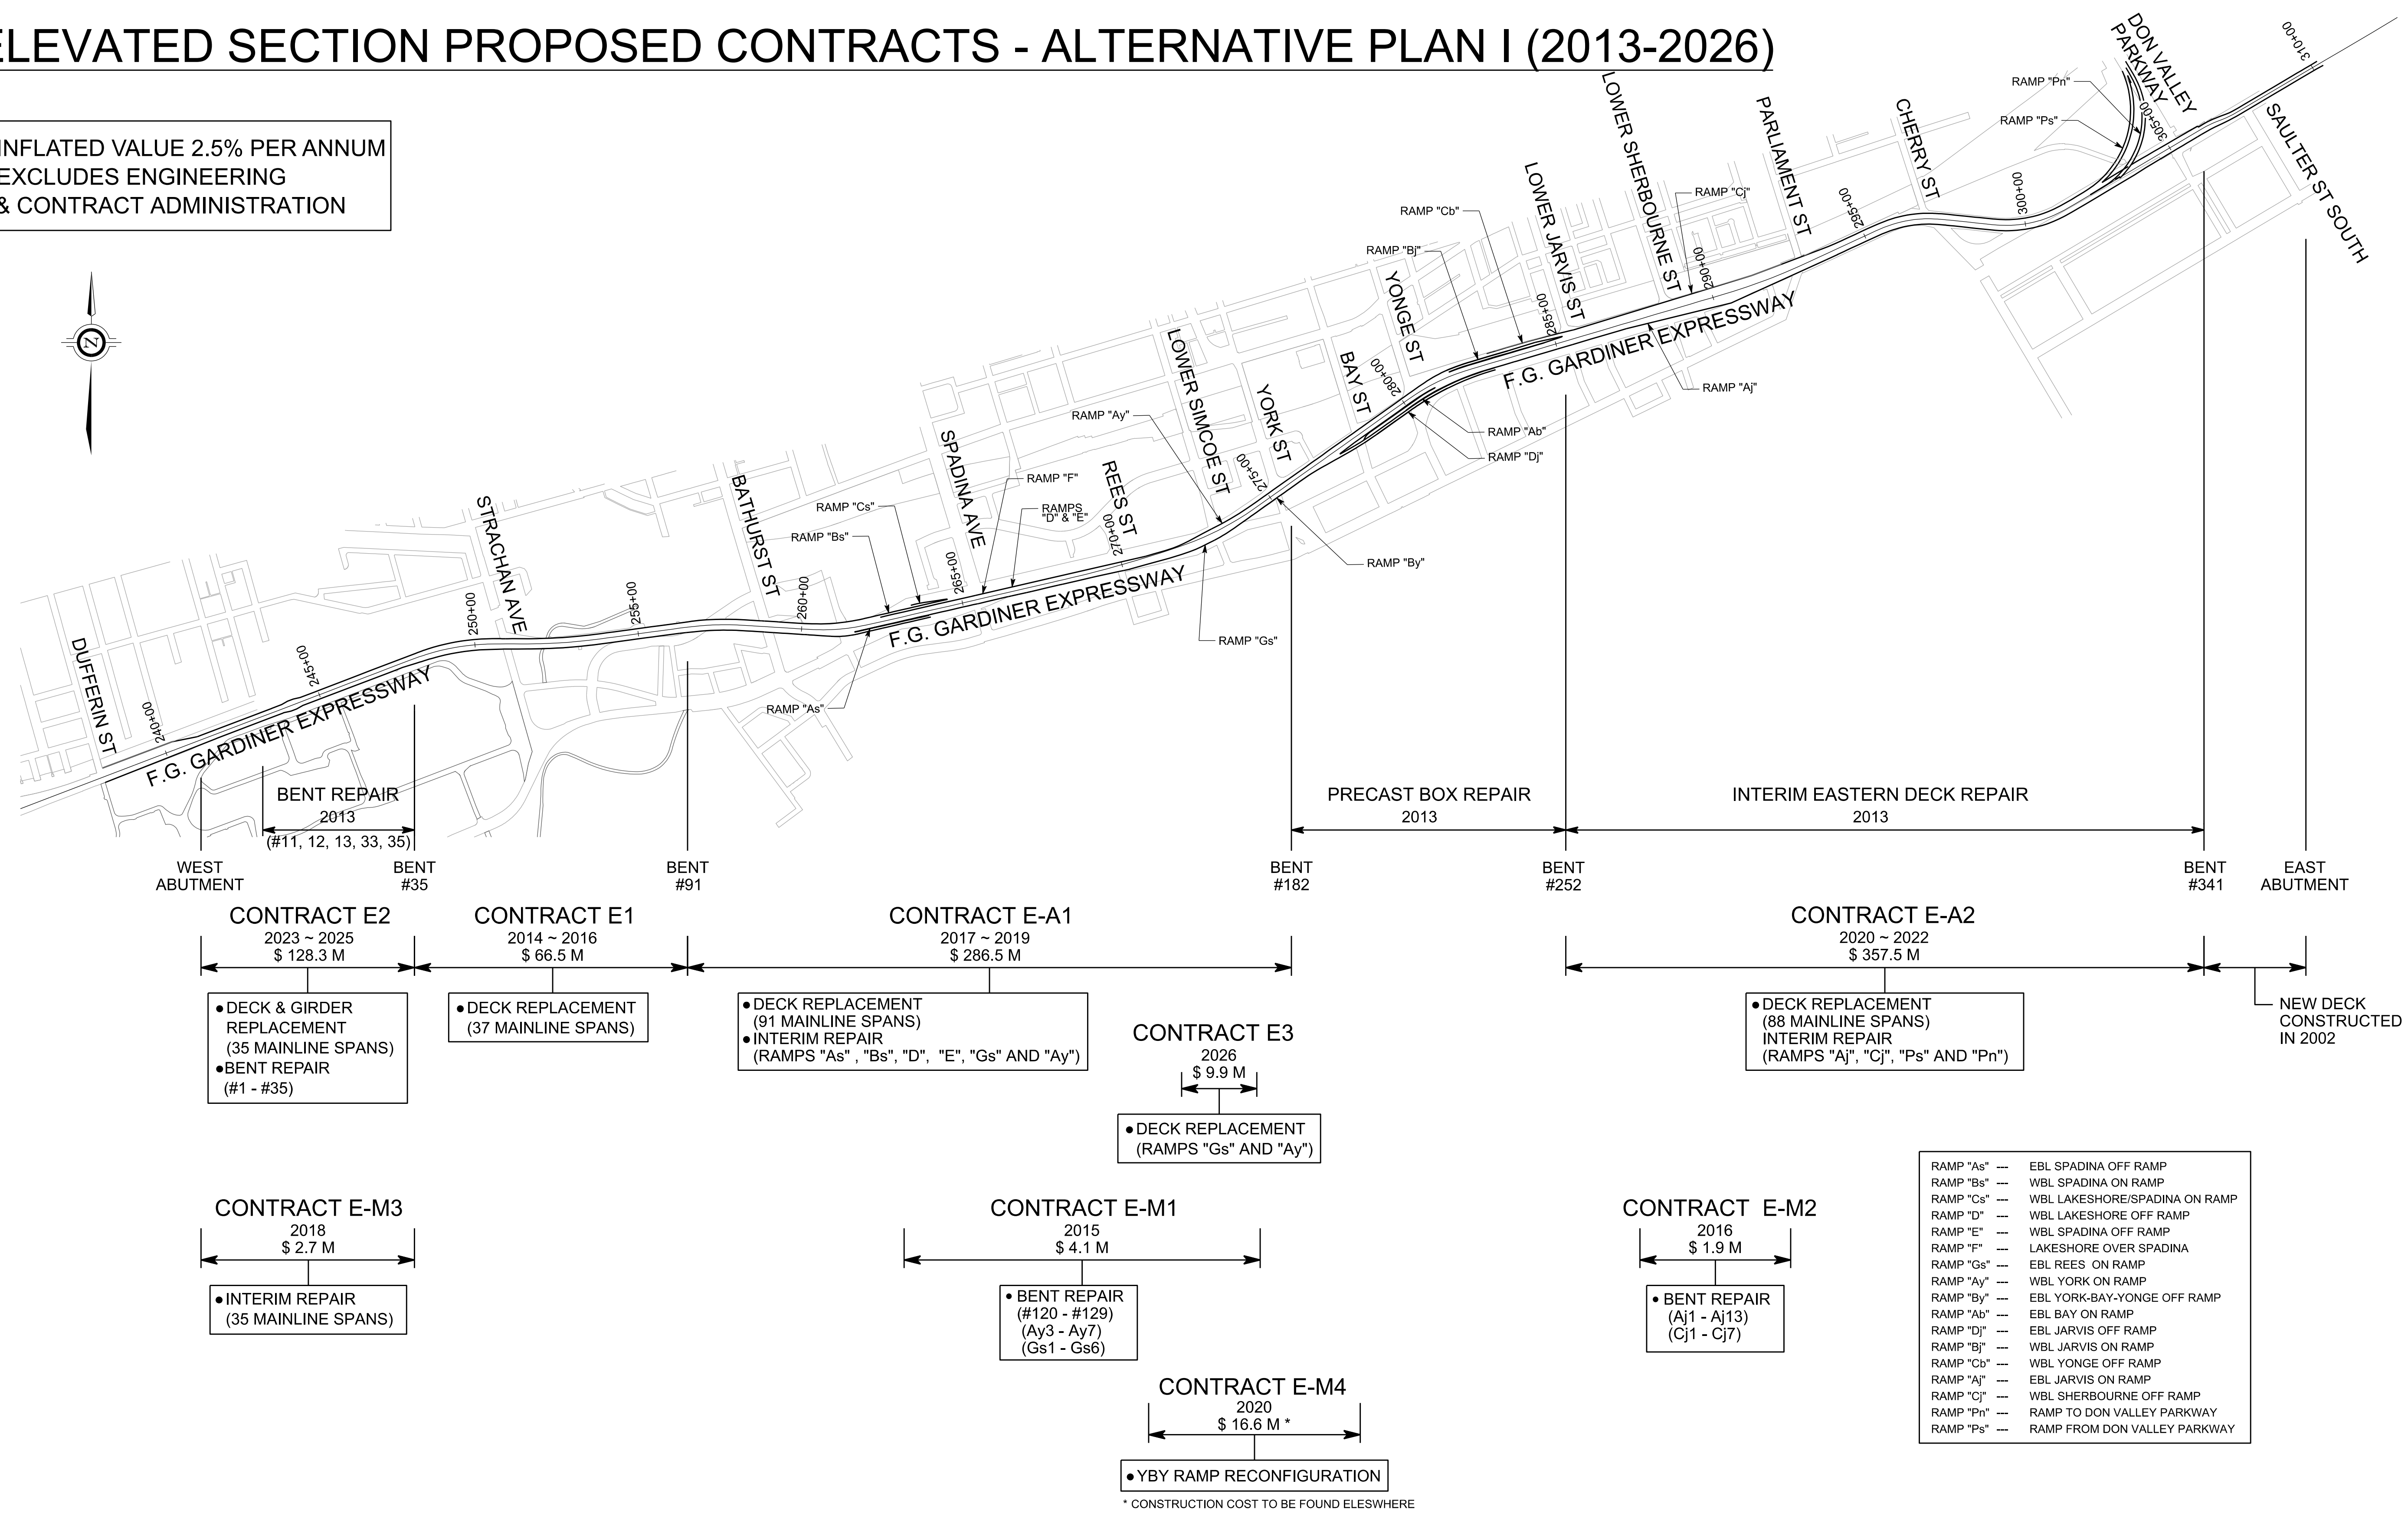 ELEVATED SECTION PROPOSED CONTRACTS - ALTERNATIVE PLAN I (2013-2026)
INFLATED VALUE 2.5% PER ANNUM
EXCLUDES ENGINEERING
& CONTRACT ADMINISTRATION
N
DUFFERIN ST
STRACHAN AVE
BATHURST ST
SPADINA AVE
REES ST
LOWER SIMCOE ST
YORK ST
BAY ST
YONGE ST
LOWER JARVIS ST
LOWER SHERBOURNE ST
PARLIAMENT ST
CHERRY ST
DON VALLEY
PARKWAY
SAULTER ST SOUTH
240+00
245+00
250+00
255+00
260+00
265+00
270+00
275+00
280+00
285+00
290+00
295+00
300+00
305+00
310+00
F.G. GARDINER EXPRESSWAY
F.G. GARDINER EXPRESSWAY
F.G. GARDINER EXPRESSWAY
RAMP "As"
RAMP "Bs"
RAMP "Cs"
RAMP "F"
RAMPS
"D" & "E"
RAMP "Ay"
RAMP "Gs"
RAMP "By"
RAMP "Dj"
RAMP "Ab"
RAMP "Bj"
RAMP "Cb"
RAMP "Cj"
RAMP "Aj"
RAMP "Ps"
RAMP "Pn"
BENT REPAIR
2013
(#11, 12, 13, 33, 35)
PRECAST BOX REPAIR
2013
INTERIM EASTERN DECK REPAIR
2013
WEST
ABUTMENT
BENT
#35
BENT
#91
BENT
#182
BENT
#252
BENT
#341
EAST
ABUTMENT
CONTRACT E2
2023 ~ 2025
$ 128.3 M
● DECK & GIRDER
REPLACEMENT
(35 MAINLINE SPANS)
●BENT REPAIR
(#1 - #35)
CONTRACT E1
2014 ~ 2016
$ 66.5 M
● DECK REPLACEMENT
(37 MAINLINE SPANS)
CONTRACT E-A1
2017 ~ 2019
$ 286.5 M
● DECK REPLACEMENT
(91 MAINLINE SPANS)
● INTERIM REPAIR
(RAMPS "As" , "Bs", "D", "E", "Gs" AND "Ay")
CONTRACT E3
2026
$ 9.9 M
● DECK REPLACEMENT
(RAMPS "Gs" AND "Ay")
CONTRACT E-A2
2020 ~ 2022
$ 357.5 M
● DECK REPLACEMENT
(88 MAINLINE SPANS)
INTERIM REPAIR
(RAMPS "Aj", "Cj", "Ps" AND "Pn")
NEW DECK
CONSTRUCTED
IN 2002
CONTRACT E-M3
2018
$ 2.7 M
● INTERIM REPAIR
(35 MAINLINE SPANS)
CONTRACT E-M1
2015
$ 4.1 M
● BENT REPAIR
(#120 - #129)
(Ay3 - Ay7)
(Gs1 - Gs6)
CONTRACT E-M2
2016
$ 1.9 M
● BENT REPAIR
(Aj1 - Aj13)
(Cj1 - Cj7)
CONTRACT E-M4
2020
$ 16.6 M *
● YBY RAMP RECONFIGURATION
* CONSTRUCTION COST TO BE FOUND ELESWHERE
RAMP "As" --- EBL SPADINA OFF RAMP
RAMP "Bs" --- WBL SPADINA ON RAMP
RAMP "Cs" --- WBL LAKESHORE/SPADINA ON RAMP
RAMP "D" --- WBL LAKESHORE OFF RAMP
RAMP "E" --- WBL SPADINA OFF RAMP
RAMP "F" --- LAKESHORE OVER SPADINA
RAMP "Gs" --- EBL REES ON RAMP
RAMP "Ay" --- WBL YORK ON RAMP
RAMP "By" --- EBL YORK-BAY-YONGE OFF RAMP
RAMP "Ab" --- EBL BAY ON RAMP
RAMP "Dj" --- EBL JARVIS OFF RAMP
RAMP "Bj" --- WBL JARVIS ON RAMP
RAMP "Cb" --- WBL YONGE OFF RAMP
RAMP "Aj" --- EBL JARVIS ON RAMP
RAMP "Cj" --- WBL SHERBOURNE OFF RAMP
RAMP "Pn" --- RAMP TO DON VALLEY PARKWAY
RAMP "Ps" --- RAMP FROM DON VALLEY PARKWAY